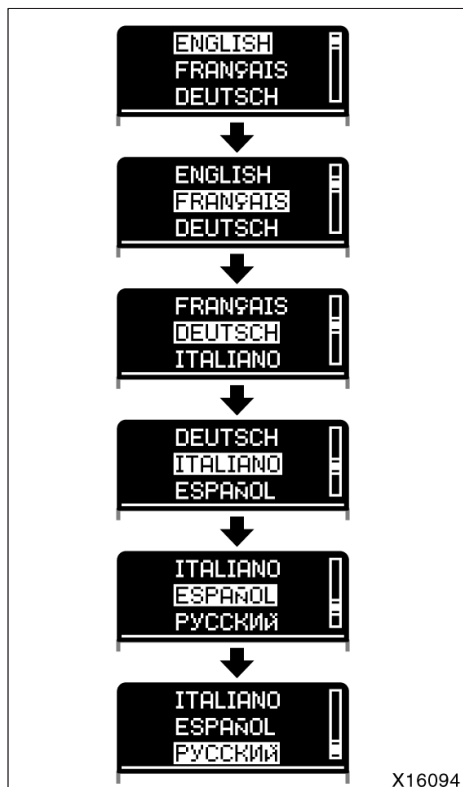 ENGLISH
FRANÇAIS
DEUTSCH
ENGLISH
FRANÇAIS
DEUTSCH
FRANÇAIS
DEUTSCH
ITALIANO
DEUTSCH
ITALIANO
ESPAÑOL
ITALIANO
ESPAÑOL
РУССКИЙ
ITALIANO
ESPAÑOL
РУССКИЙ
X16094